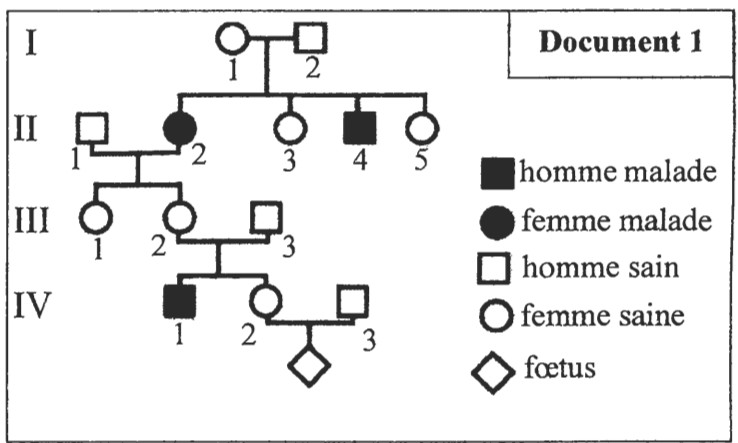 I
Document 1
1
2
II
1
2
3
4
5
homme malade
III
femme malade
1
2
3
homme sain
IV
femme saine
1
2
3
fœtus